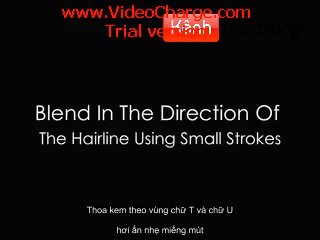 www.VideoCharge.com
Trial
Kênh
Blend In The Direction Of
The Hairline Using Small Strokes
Thoa kem theo vùng chữ T và chữ U
hơi ấn nhẹ miếng mút